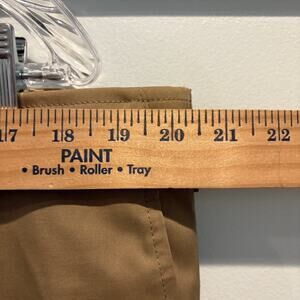 17 18 19 20 21 22
PAINT
• Brush • Roller • Tray